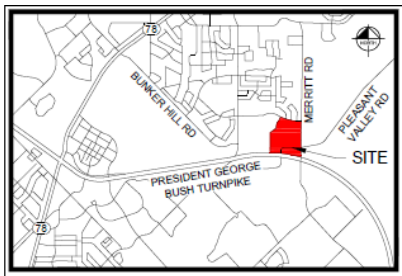 78
NORTH
BUNKER HILL RD
MERRITT RD
PLEASANT
VALLEY RD
SITE
PRESIDENT GEORGE
BUSH TURNPIKE
78